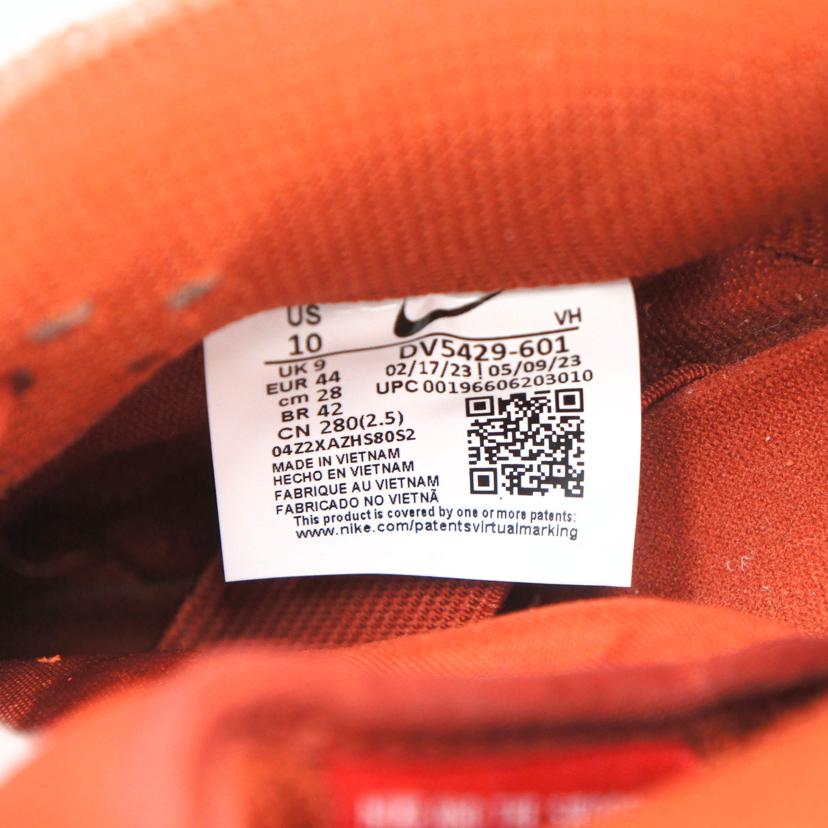 US
10
VH
DV5429-601
UK 9
02/17/23 | 05/09/23
EUR 44
UPC 00196606203010
cm 28
BR 42
CN 280(2.5)
04Z2XAZHS80S2
MADE IN VIETNAM
HECHO EN VIETNAM
FABRIQUE AU VIETNAM
FABRICADO NO VIETNÃ
This product is covered by one or more patents:
www.nike.com/patentsvirtualmarking